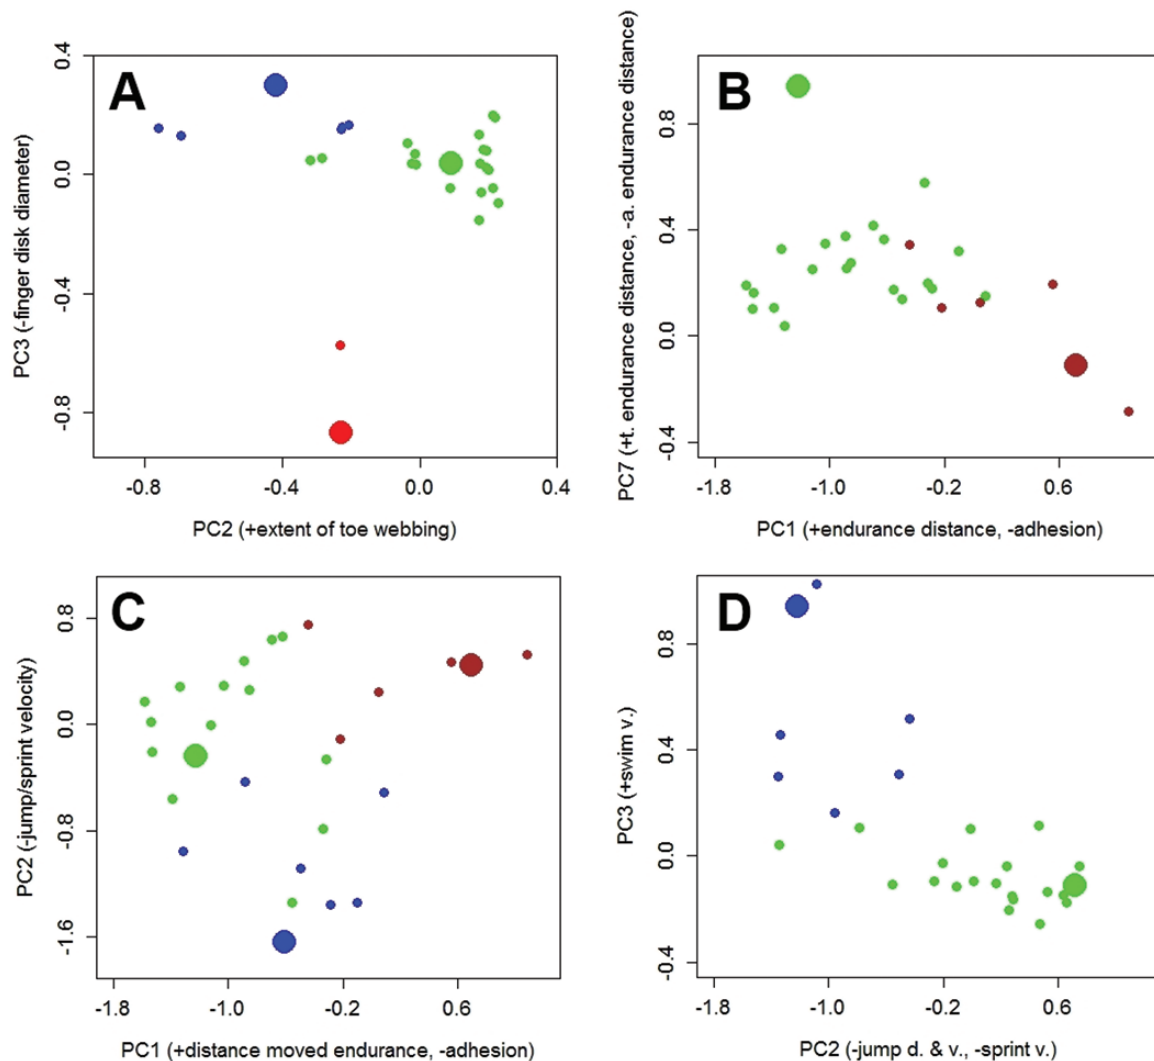 A
PC3 (-finger disk diameter)
0.4
0.0
-0.4
-0.8
-0.8
-0.4
0.0
0.4
PC2 (+extent of toe webbing)
B
PC7 (+t. endurance distance, -a. endurance distance)
0.8
0.4
0.0
-0.4
-1.8
-1.0
-0.2
0.6
PC1 (+endurance distance, -adhesion)
C
PC2 (-jump/sprint velocity)
0.8
0.0
-0.8
-1.6
-1.8
-1.0
-0.2
0.6
PC1 (+distance moved endurance, -adhesion)
D
PC3 (+swim v.)
0.8
0.4
0.0
-0.4
-1.8
-1.0
-0.2
0.6
PC2 (-jump d. & v., -sprint v.)